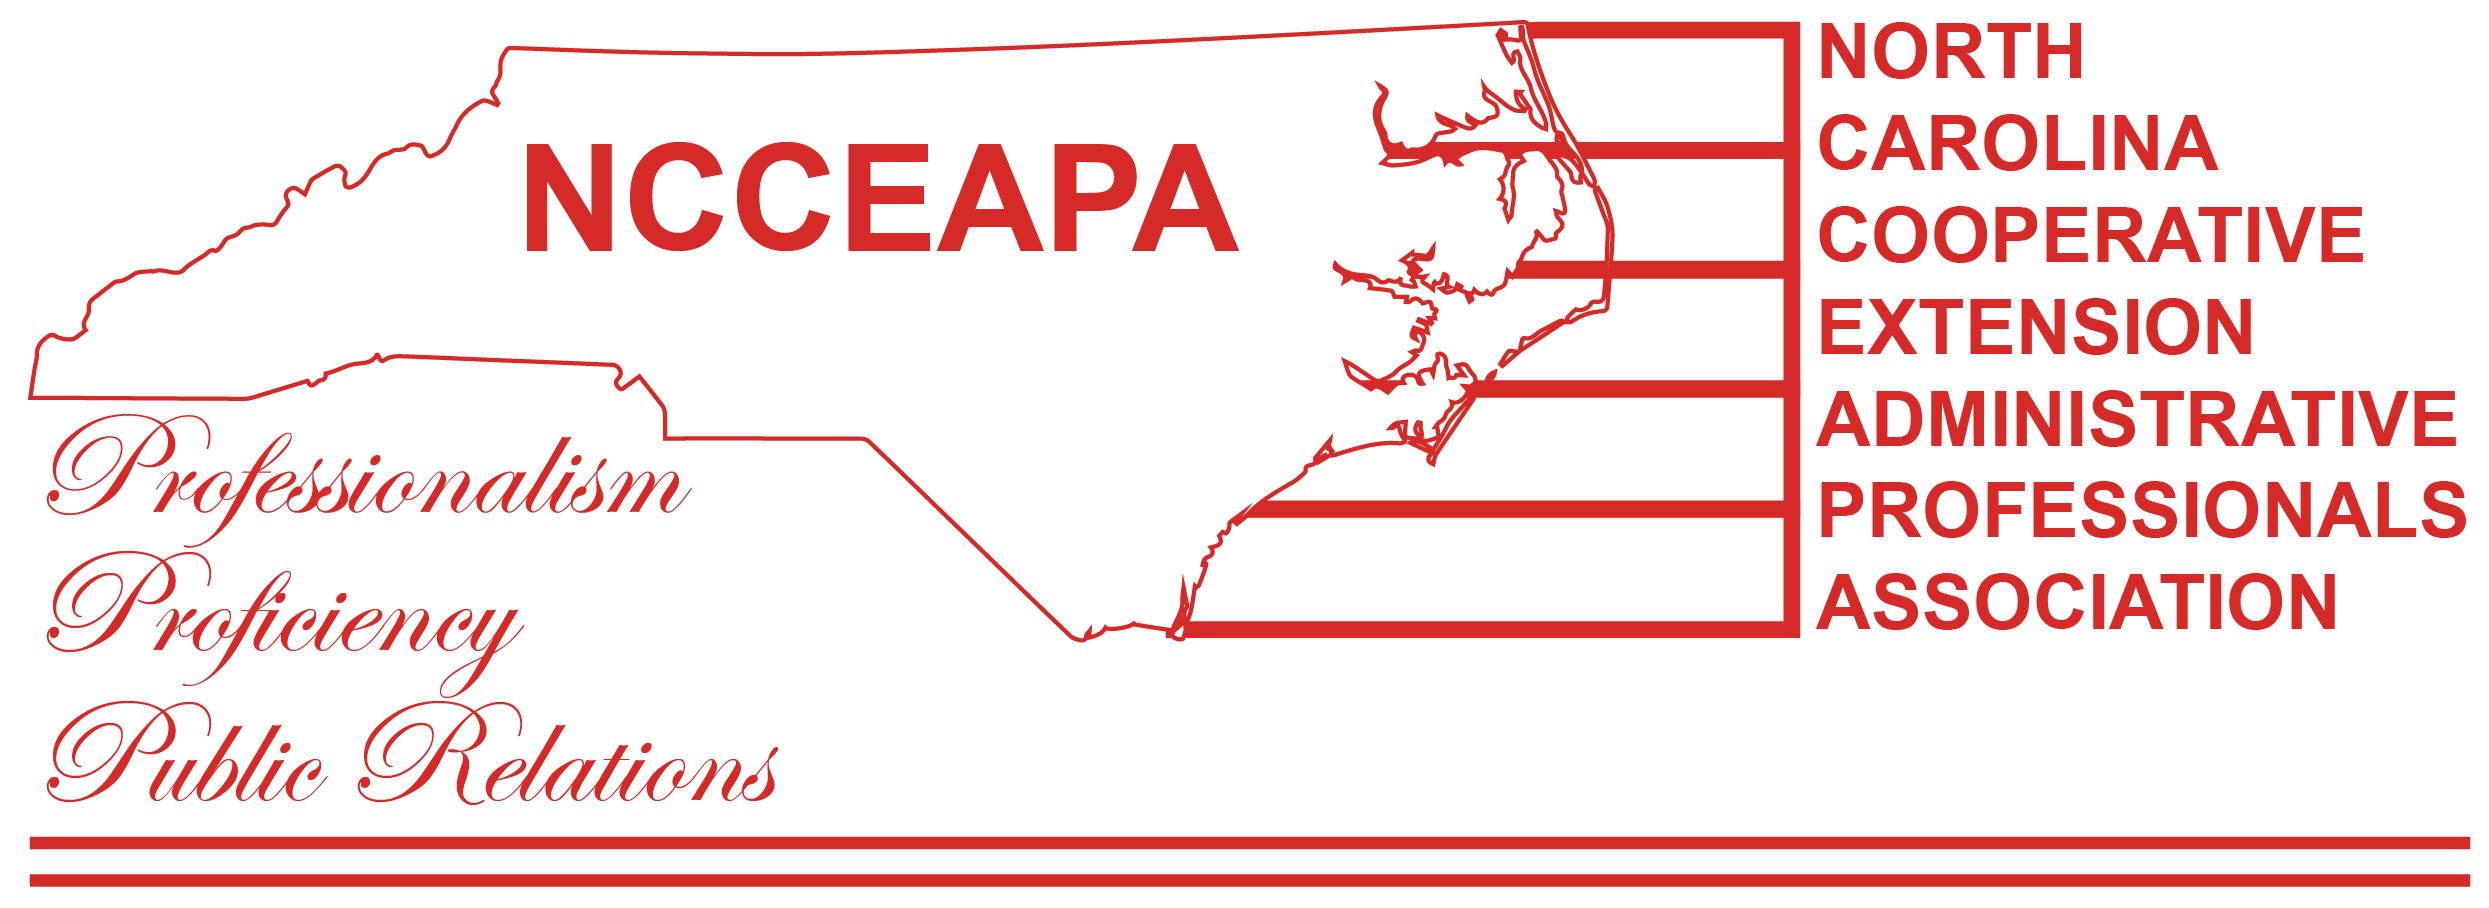 NCCEAPA
NORTH
CAROLINA
COOPERATIVE
EXTENSION
ADMINISTRATIVE
PROFESSIONALS
ASSOCIATION
Professionalism
Proficiency
Public Relations